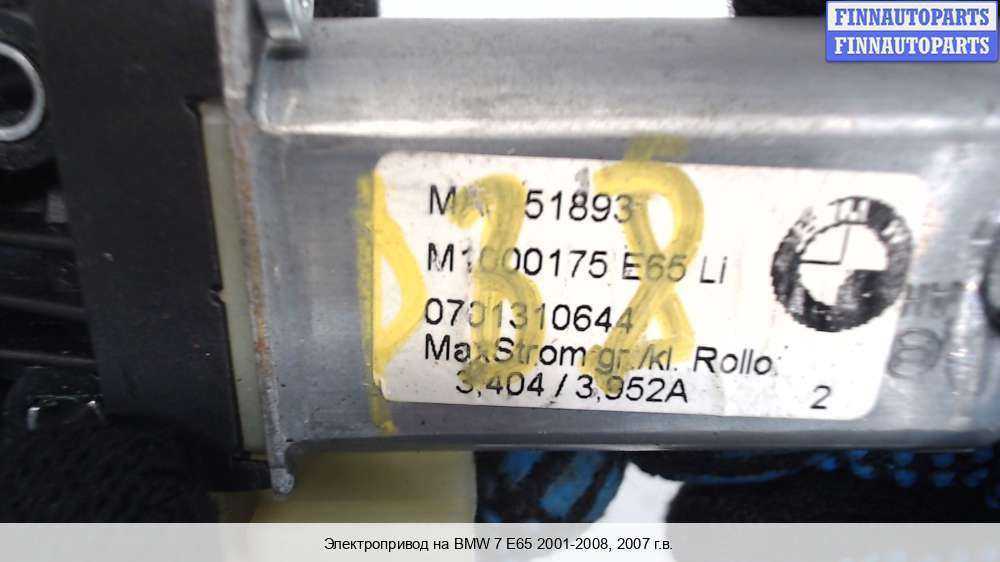 FINNAUTOPARTS
FINNAUTOPARTS
51893
M1000175 E65 Li
0701310644
MaxStrom gr./kl. Rollo:
3,404 / 3,952A
2
Электропривод на BMW 7 E65 2001-2008, 2007 г.в.